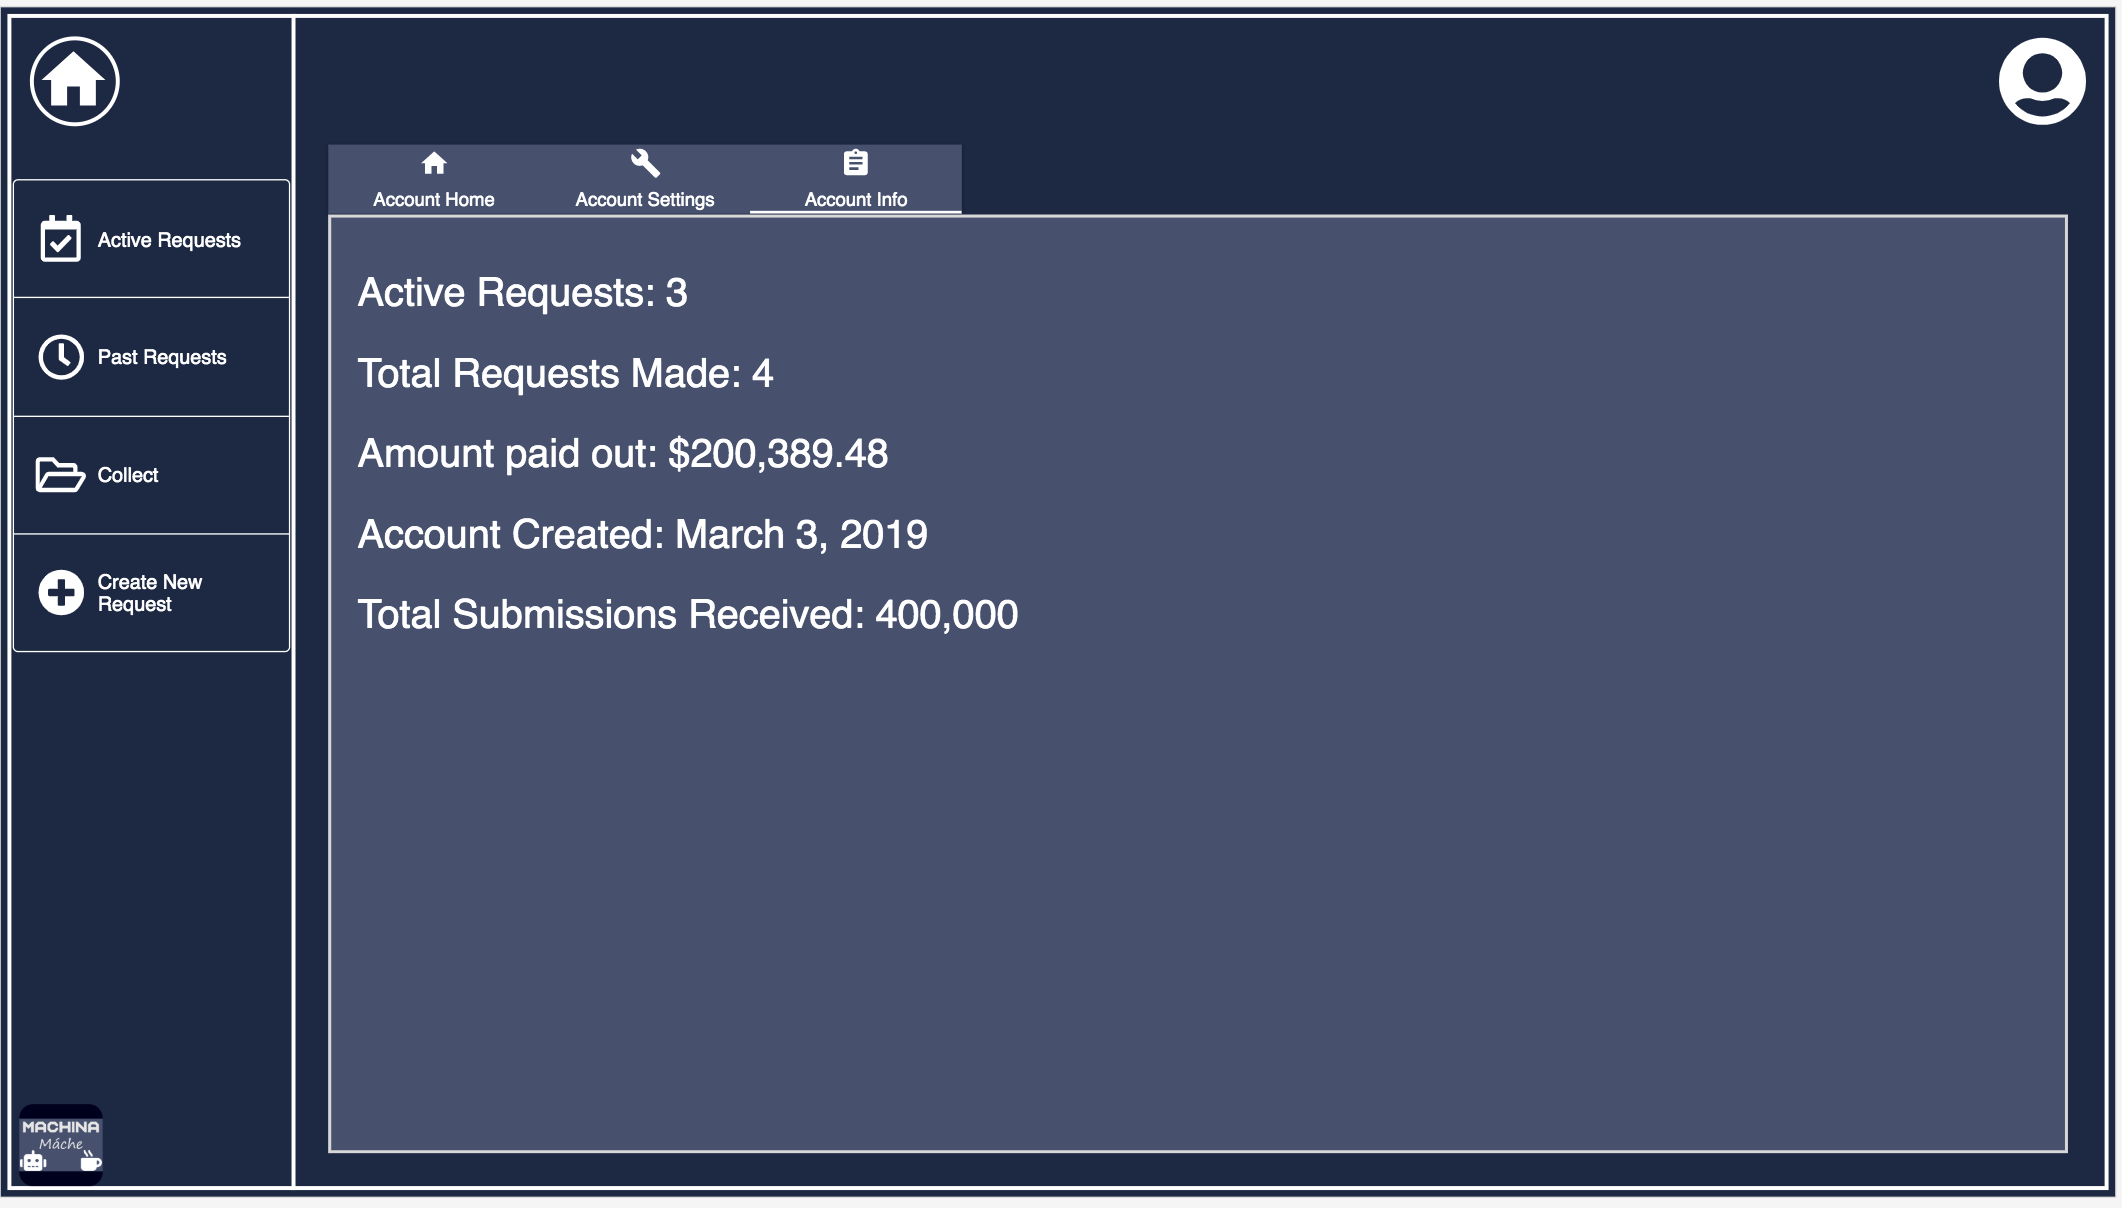 Account Home
Account Settings
Account Info
Active Requests
Past Requests
Collect
Create New
Request
Active Requests: 3
Total Requests Made: 4
Amount paid out: $200,389.48
Account Created: March 3, 2019
Total Submissions Received: 400,000
MACHINA
Máche